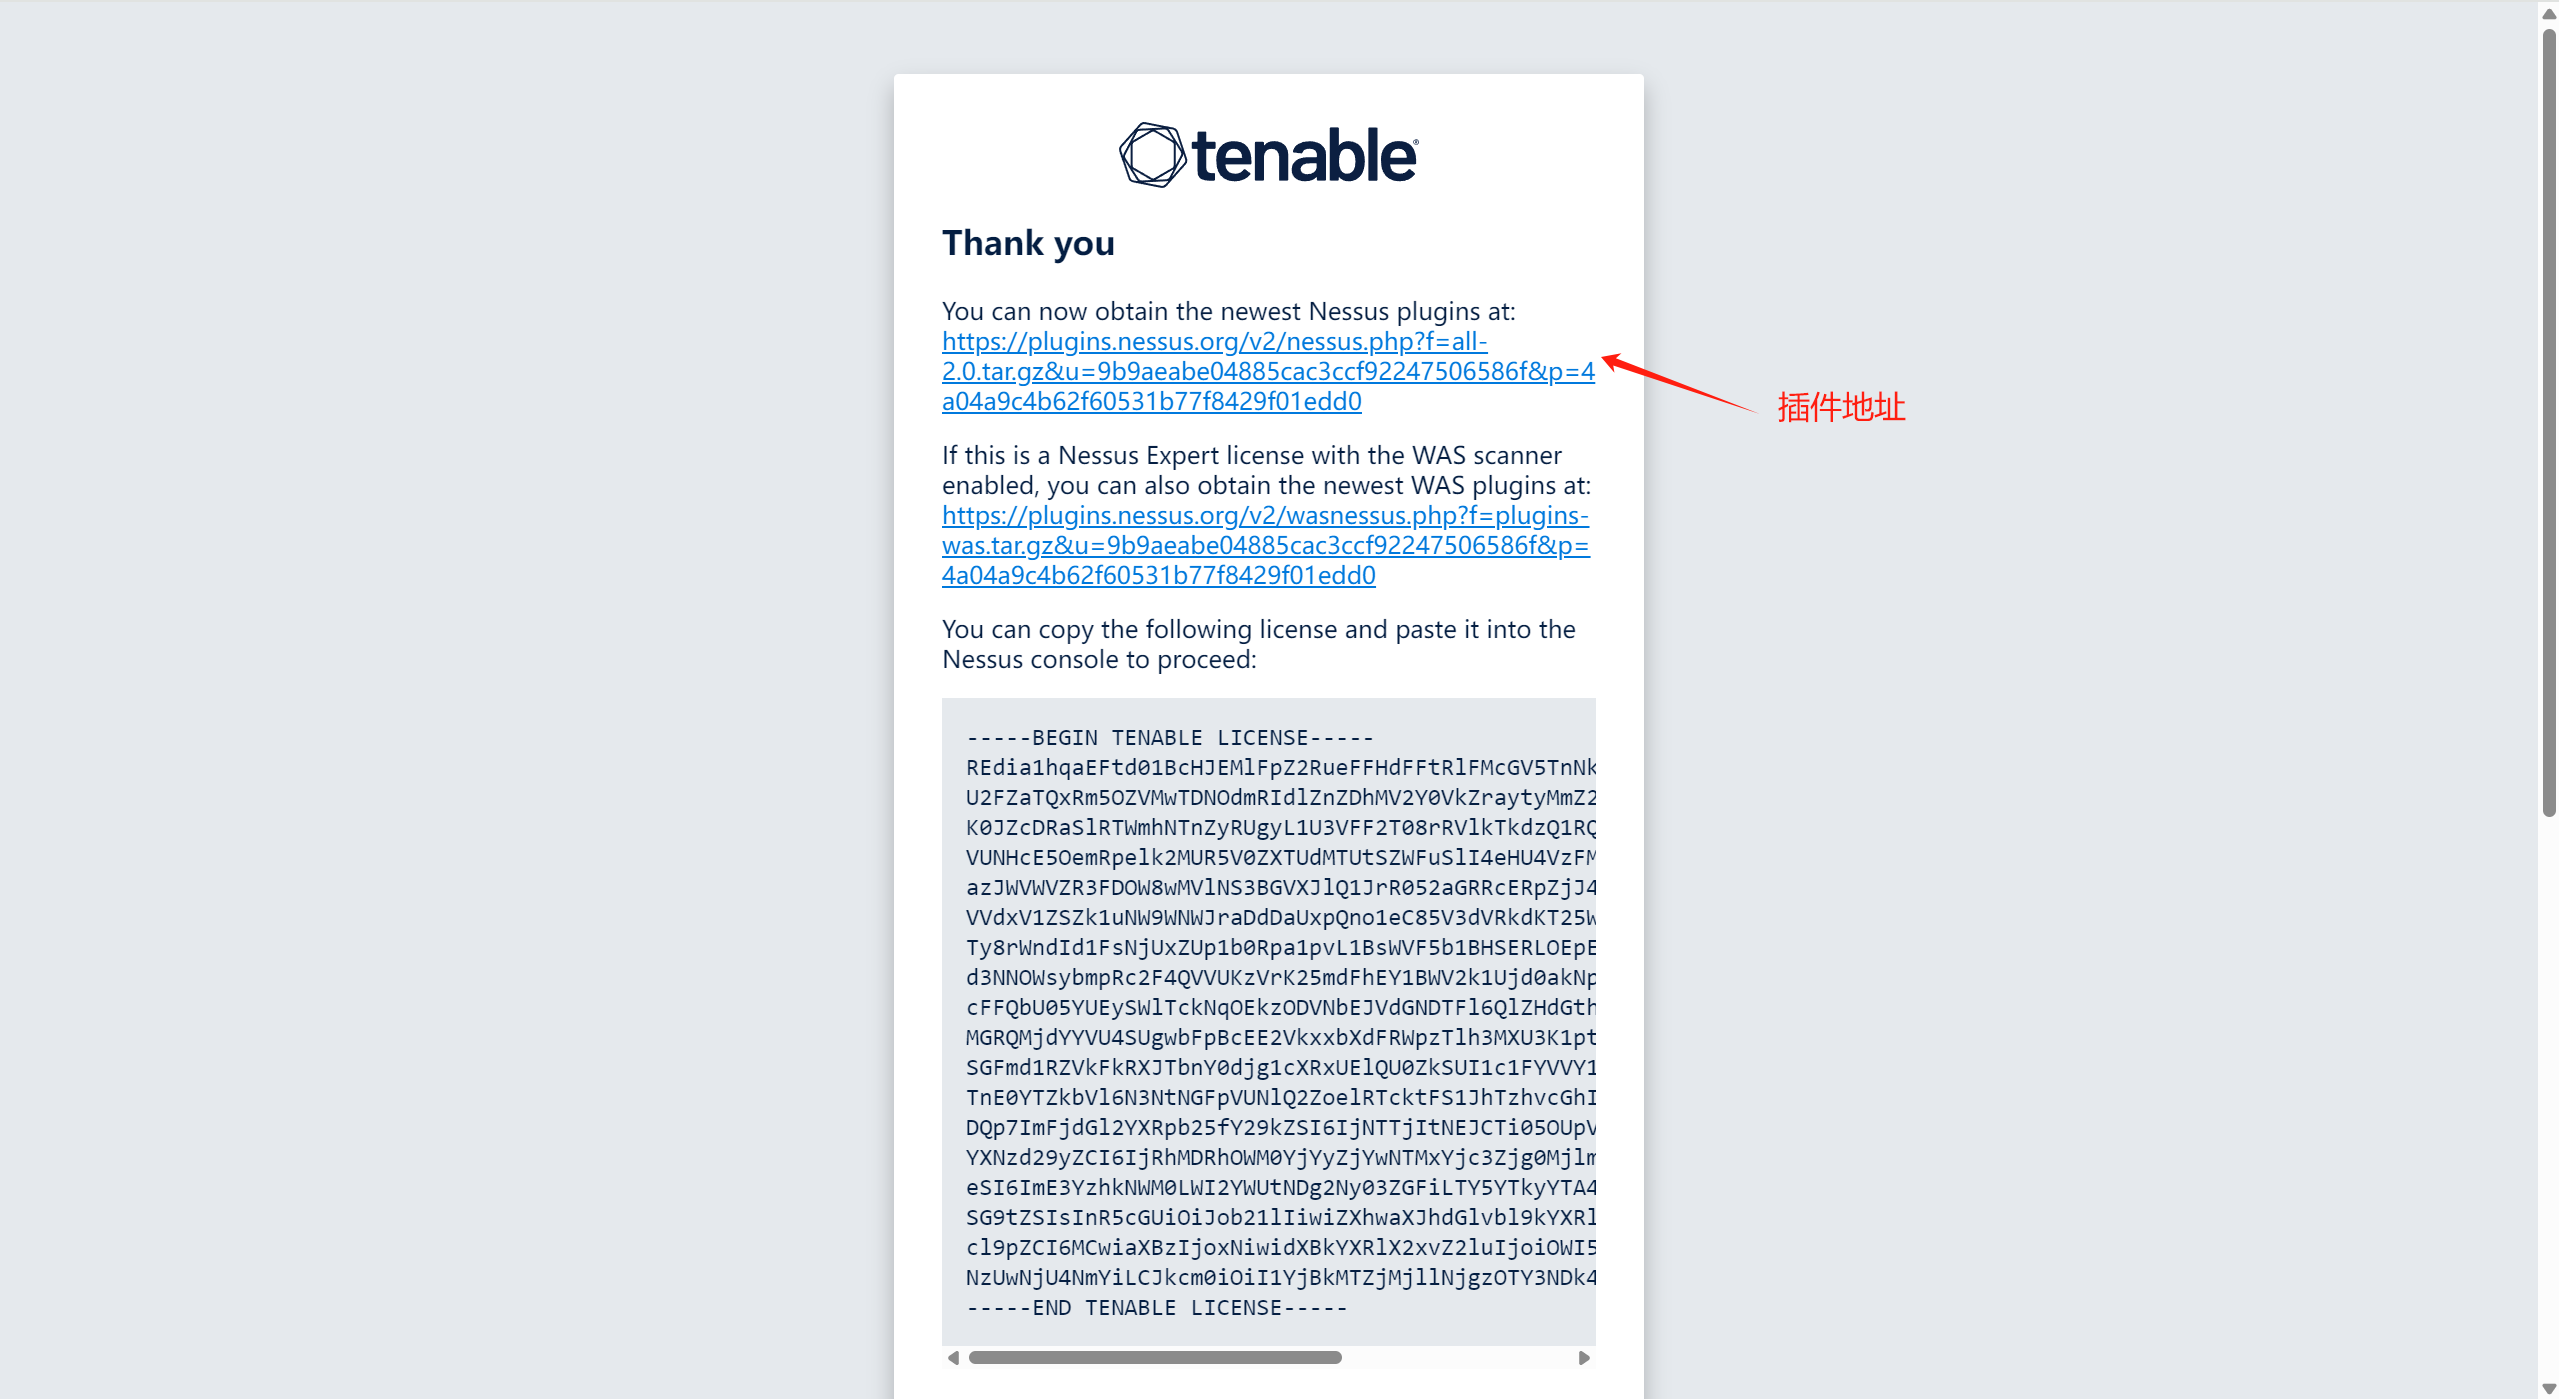 tenable
Thank you
You can now obtain the newest Nessus plugins at:
https://plugins.nessus.org/v2/nessus.php?f=all-
2.0.tar.gz&u=9b9aeabe04885cac3ccf92247506586f&p=4
a04a9c4b62f60531b77f8429f01edd0
插件地址
If this is a Nessus Expert license with the WAS scanner
enabled, you can also obtain the newest WAS plugins at:
https://plugins.nessus.org/v2/wasnessus.php?f=plugins-
was.tar.gz&u=9b9aeabe04885cac3ccf92247506586f&p=
4a04a9c4b62f60531b77f8429f01edd0
You can copy the following license and paste it into the
Nessus console to proceed:
-----BEGIN TENABLE LICENSE-----
REdia1hqaEFtd01BcHJEMlFpZ2RueFFHdFFtRlFMcGV5TnNk
U2FZaTQxRm5OZVMwTDNOdmRIdlZnZDhMV2Y0VkZraytyMmZ2
K0JZcDRaSlRTWmhNTnZyRUgyL1U3VFF2T08rRVlkTkdzQ1RQ
VUNHcE5OemRpelk2MUR5V0ZXTUdMTUtSZWFuSlI4eHU4VzFM
azJWVWVZR3FDOW8wMVlNS3BGVXJlQ1JrR052aGRRcERpZjJ4
VVdxV1ZSZk1uNW9WNWJraDdDaUxpQno1eC85V3dVRkdKT25W
Ty8rWndId1FsNjUxZUp1b0Rpa1pvL1BsWVF5b1BHSERLOEpE
d3NNOWsybmpRc2F4QVVUKzVrK25mdFhEY1BWV2k1Ujd0akNp
cFFQbU05YUEySWlTckNqOEkzODVNbEJVdGNDTFl6QlZHdGth
MGRQMjdYYVU4SUgwbFpBcEE2VkxxbXdFRWpzTlh3MXU3K1pt
SGFmd1RZVkFkRXJTbnY0djg1cXRxUElQU0ZkSUI1c1FYVVY1
TnE0YTZkbVl6N3NtNGFpVUNlQ2ZoelRTcktFS1JhTzhvcGhI
DQp7ImFjdGl2YXRpb25fY29kZSI6IjNTTjItNEJCTi05OUpV
YXNzd29yZCI6IjRhMDRhOWM0YjYyZjYwNTMxYjc3Zjg0Mjlm
eSI6ImE3YzhkNWM0LWI2YWUtNDg2Ny03ZGFiLTY5YTkyYTA4
SG9tZSIsInR5cGUiOiJob21lIiwiZXhwaXJhdGlvbl9kYXRl
cl9pZCI6MCwiaXBzIjoxNiwidXBkYXRlX2xvZ2luIjoiOWI5
NzUwNjU4NmYiLCJkcm0iOiI1YjBkMTZjMjllNjgzOTY3NDk4
-----END TENABLE LICENSE-----